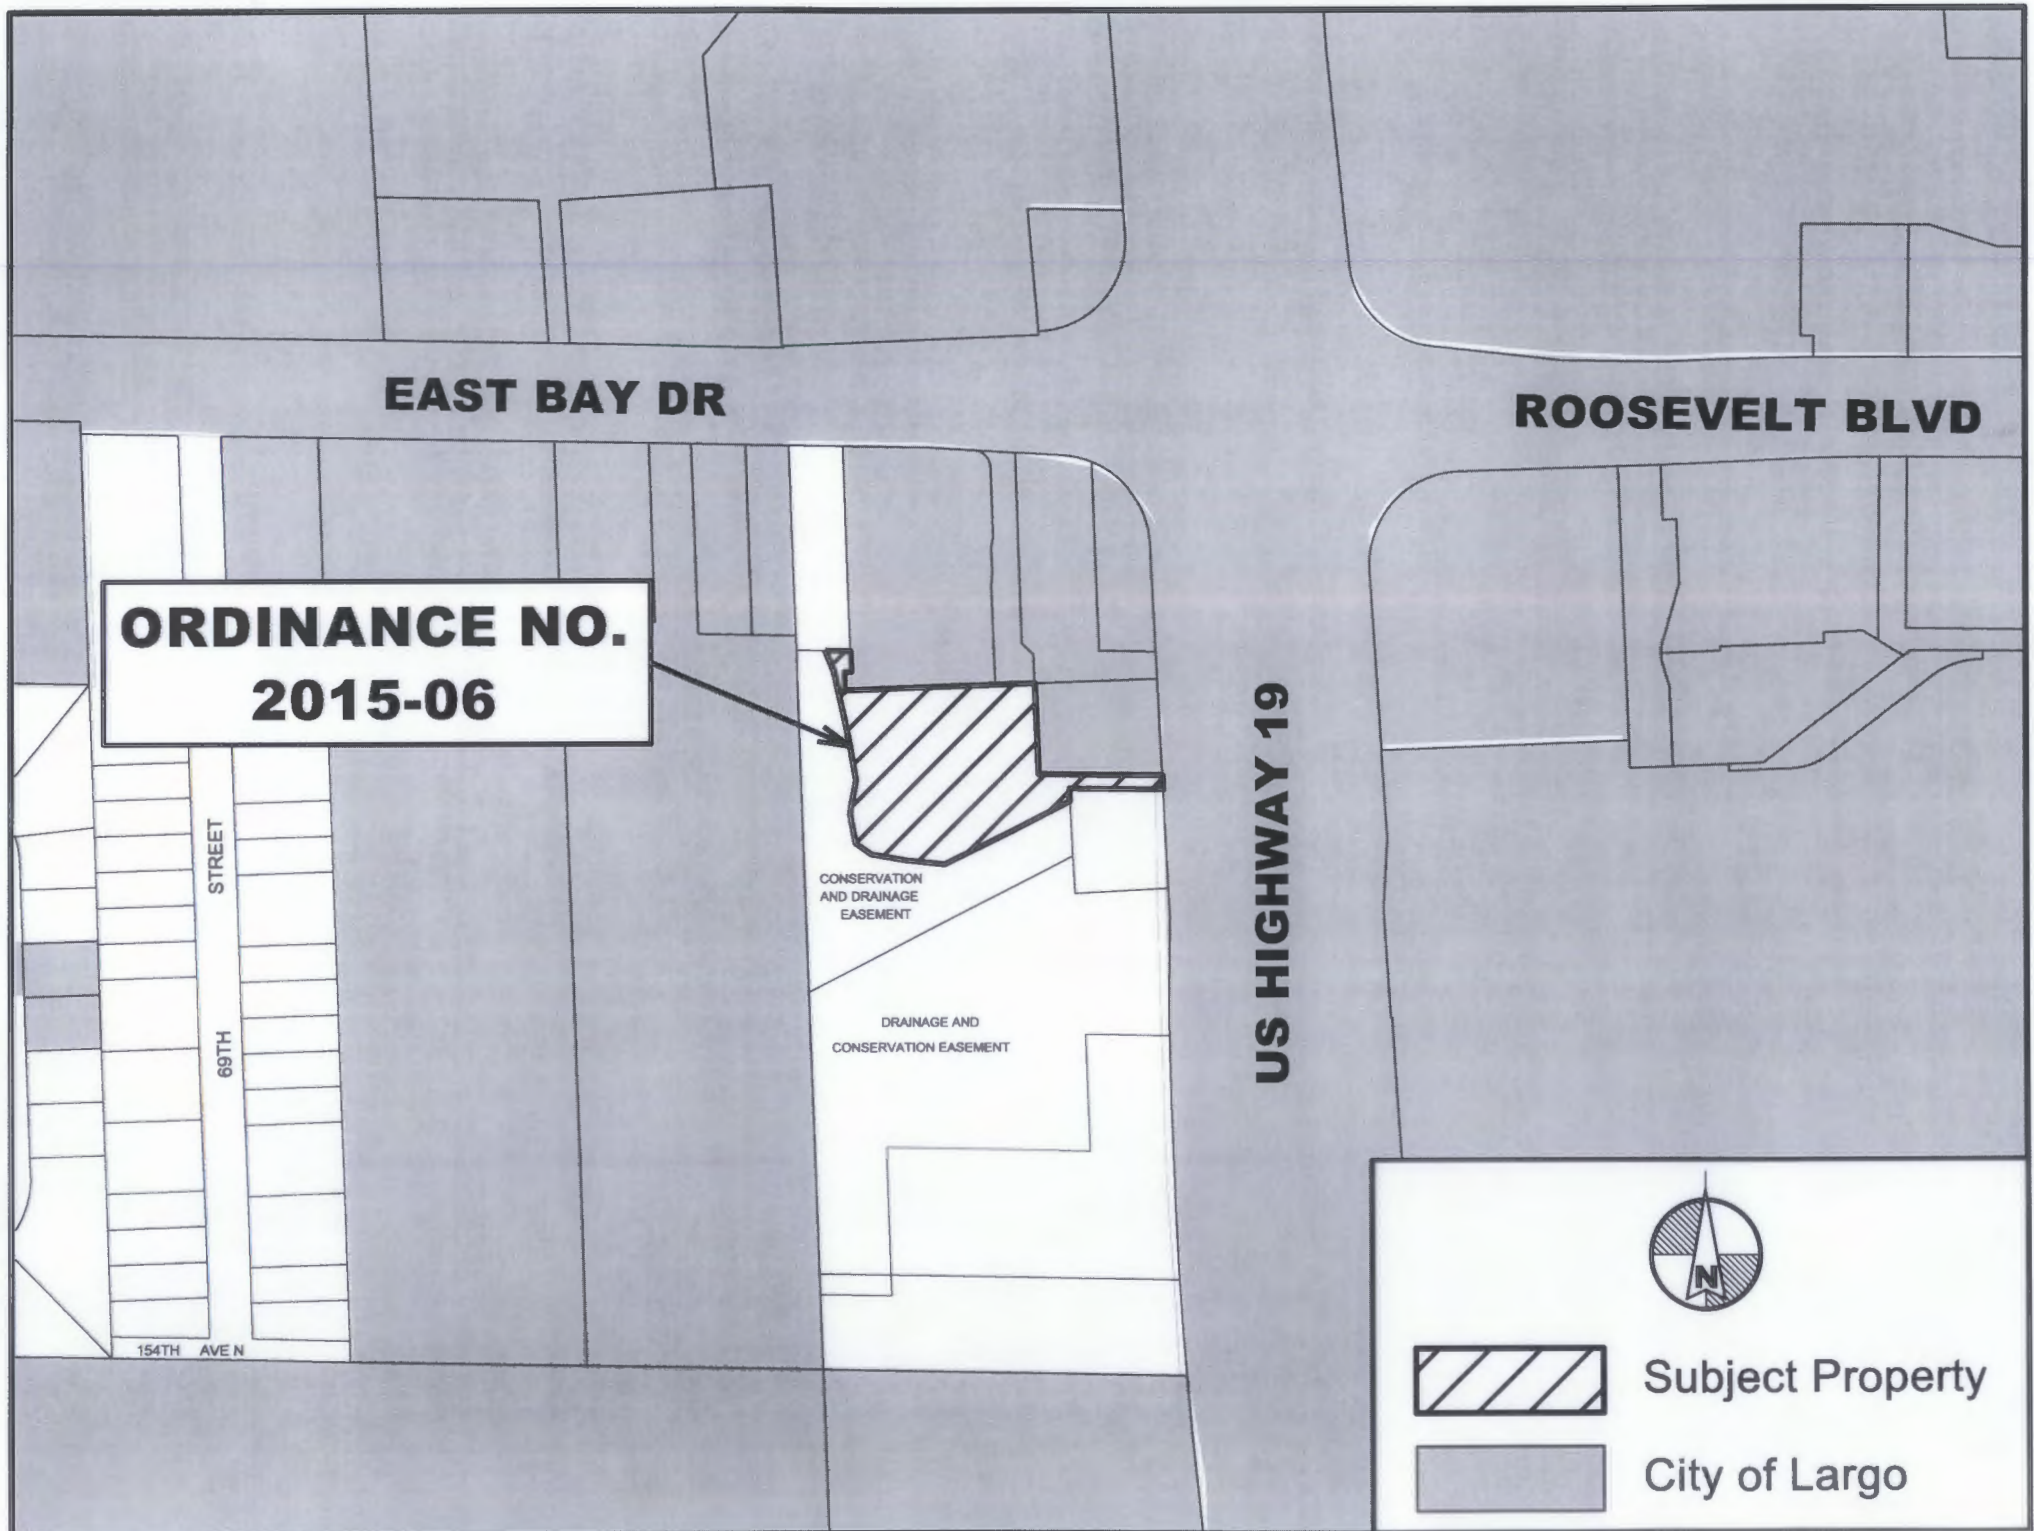 EAST BAY DR
ROOSEVELT BLVD
ORDINANCE NO.
2015-06
US HIGHWAY 19
STREET
69TH
CONSERVATION
AND DRAINAGE
EASEMENT
DRAINAGE AND
CONSERVATION EASEMENT
154TH AVE N
N
Subject Property
City of Largo